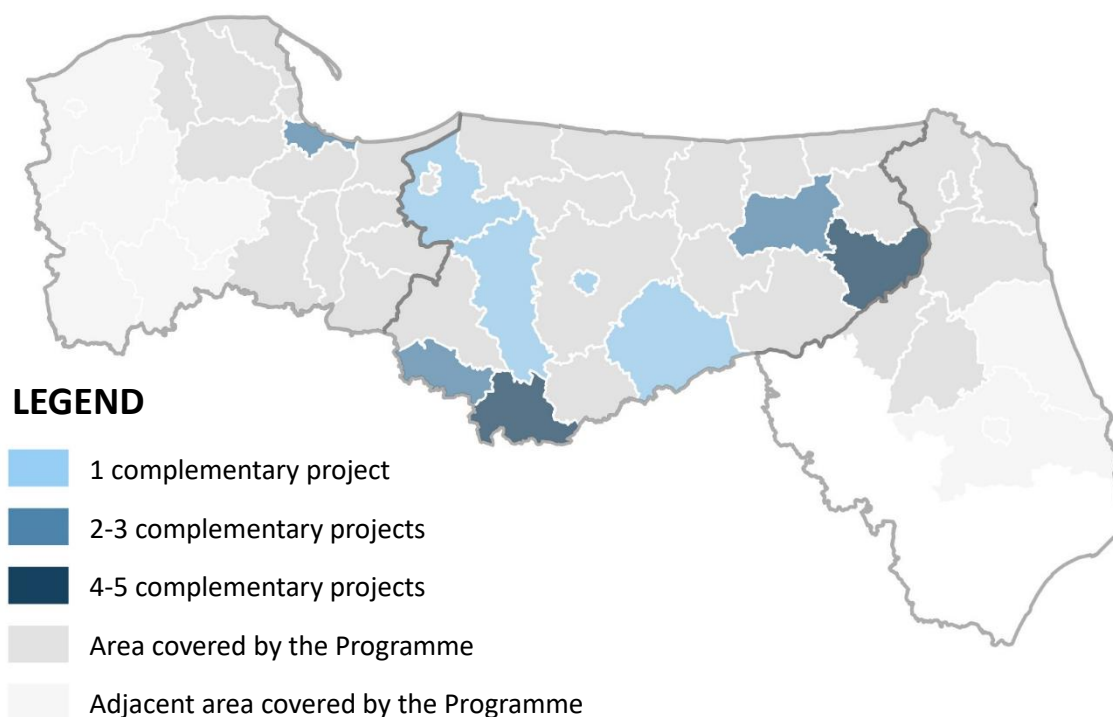 LEGEND
1 complementary project
2-3 complementary projects
4-5 complementary projects
Area covered by the Programme
Adjacent area covered by the Programme